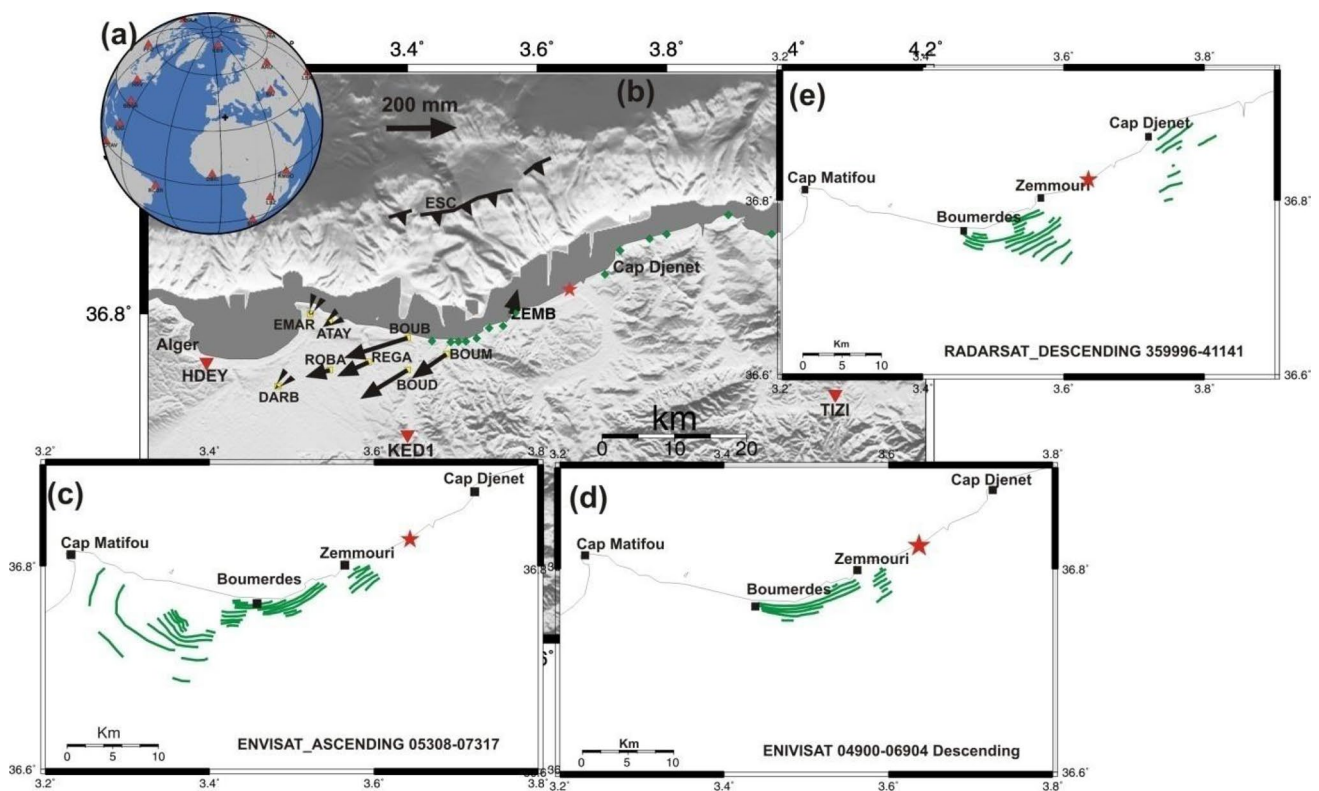 (a)
3.4˚
3.6˚
3.8˚
4˚
4.2˚
(b)
200 mm
ESC
36.8˚
Cap Djenet
ZEMB
EMAR
ATAY
BOUB
Alger
HDEY
ROBA
REGA
BOUM
DARB
BOUD
KED1
TIZI
km
0 10 20
(e)
3.4˚
3.6˚
3.8˚
Cap Djenet
Cap Matifou
Zemmouri
36.8˚
Boumerdes
Km
0 5 10
RADARSAT_DESCENDING 359996-41141
36.6˚
3.4˚
3.6˚
3.8˚
3.2˚
3.4˚
3.6˚
(c)
Cap Djenet
Cap Matifou
Zemmouri
36.8˚
Boumerdes
Km
0 5 10
ENVISAT_ASCENDING 05308-07317
36.6˚
3.2˚
3.4˚
3.6˚
3.8˚
3.4˚
3.6˚
3.8˚
(d)
Cap Djenet
Cap Matifou
Zemmouri
36.8˚
Boumerdes
Km
0 5 10
ENIVISAT 04900-06904 Descending
36.6˚
3.2˚
3.4˚
3.6˚
3.8˚